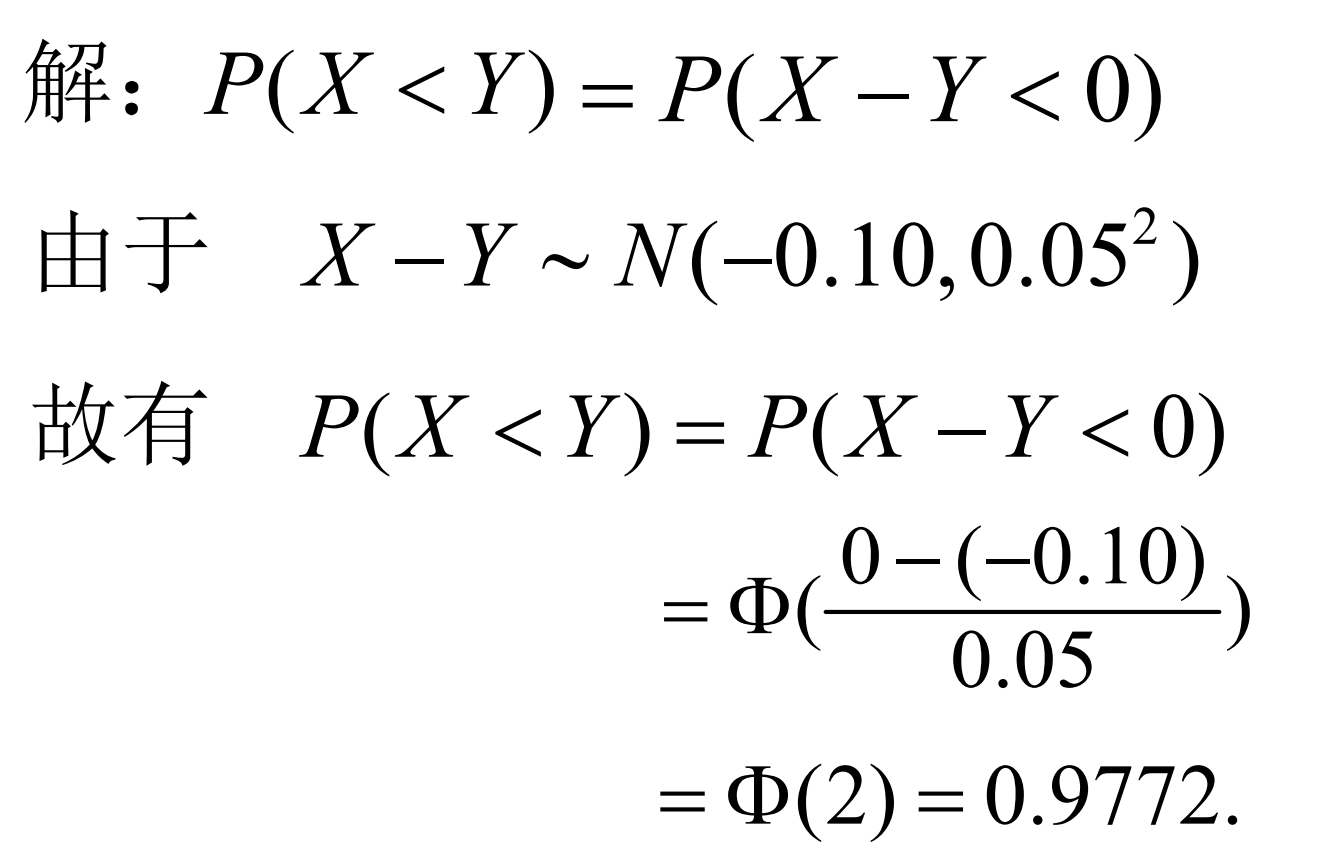 解：P(X < Y) = P(X − Y < 0)
由于 X − Y ~ N(−0.10, 0.05²)
故有 P(X < Y) = P(X − Y < 0)
= Φ((0 − (−0.10))/0.05)
= Φ(2) = 0.9772.